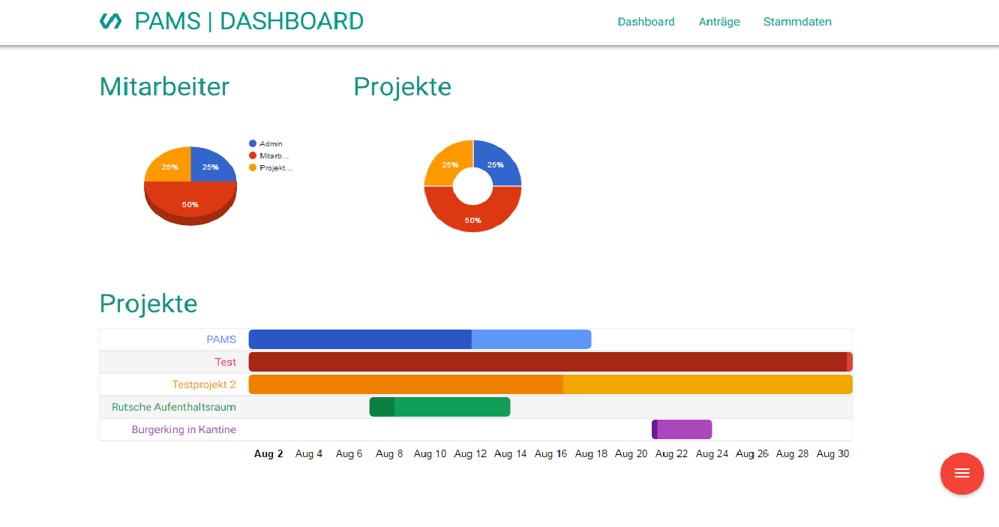 PAMS | DASHBOARD
Dashboard Anträge Stammdaten
Mitarbeiter
25% 25%
50%
Admin
Mitarb...
Projekt...
Projekte
25% 25%
50%
Projekte
PAMS
Test
Testprojekt 2
Rutsche Aufenthaltsraum
Burgerking in Kantine
Aug 2 Aug 4 Aug 6 Aug 8 Aug 10 Aug 12 Aug 14 Aug 16 Aug 18 Aug 20 Aug 22 Aug 24 Aug 26 Aug 28 Aug 30